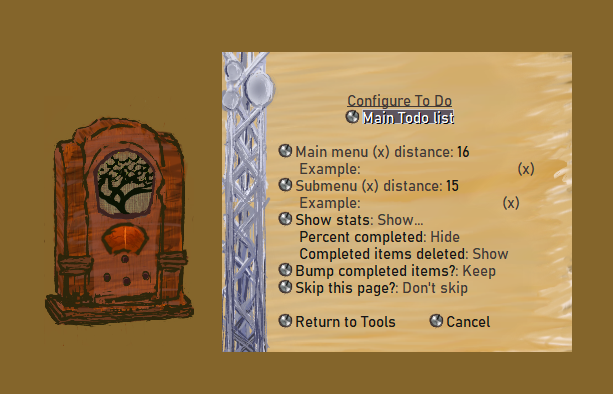 Configure To Do
Main Todo list
Main menu (x) distance: 16
Example: (x)
Submenu (x) distance: 15
Example: (x)
Show stats: Show...
Percent completed: Hide
Completed items deleted: Show
Bump completed items?: Keep
Skip this page?: Don't skip
Return to Tools Cancel